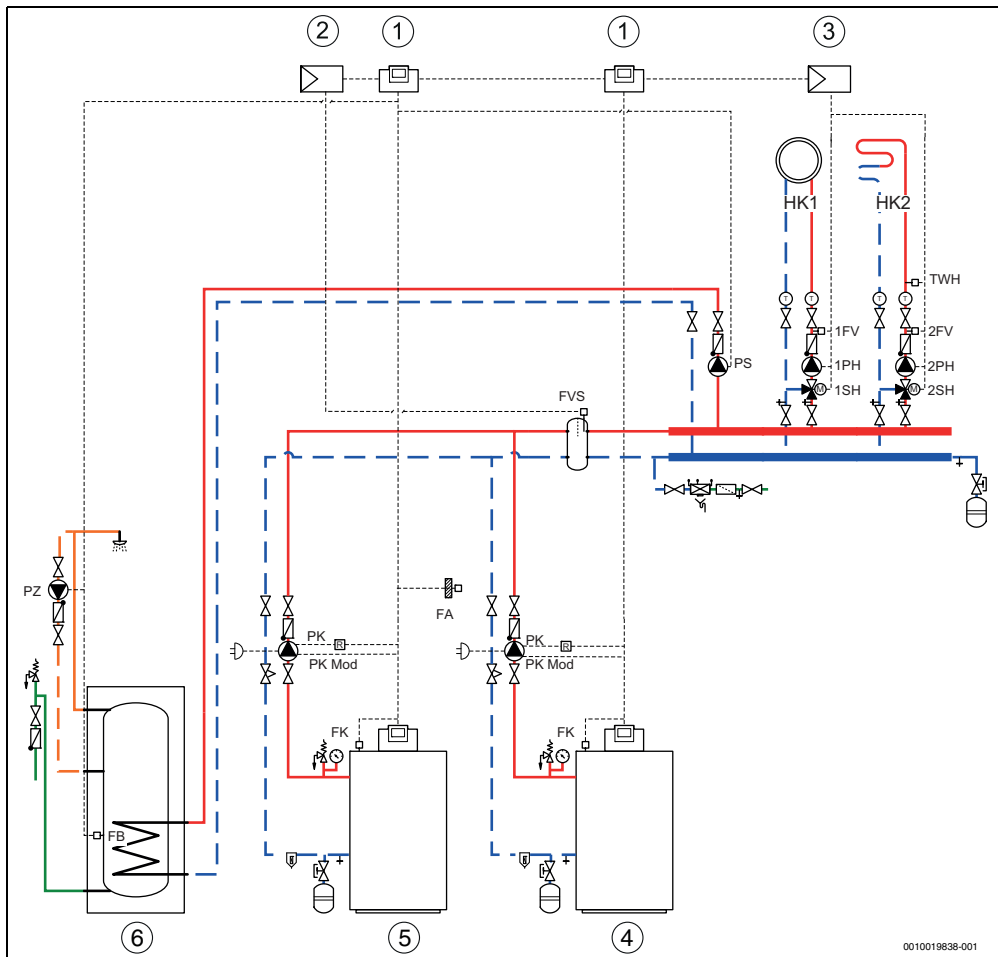 2
1
1
3
HK1
HK2
TWH
1FV
2FV
PS
1PH
2PH
M
M
1SH
2SH
T
T
T
T
FVS
PZ
FA
PK
R
PK Mod
PK
R
PK Mod
FK
FK
FB
6
5
4
0010019838-001